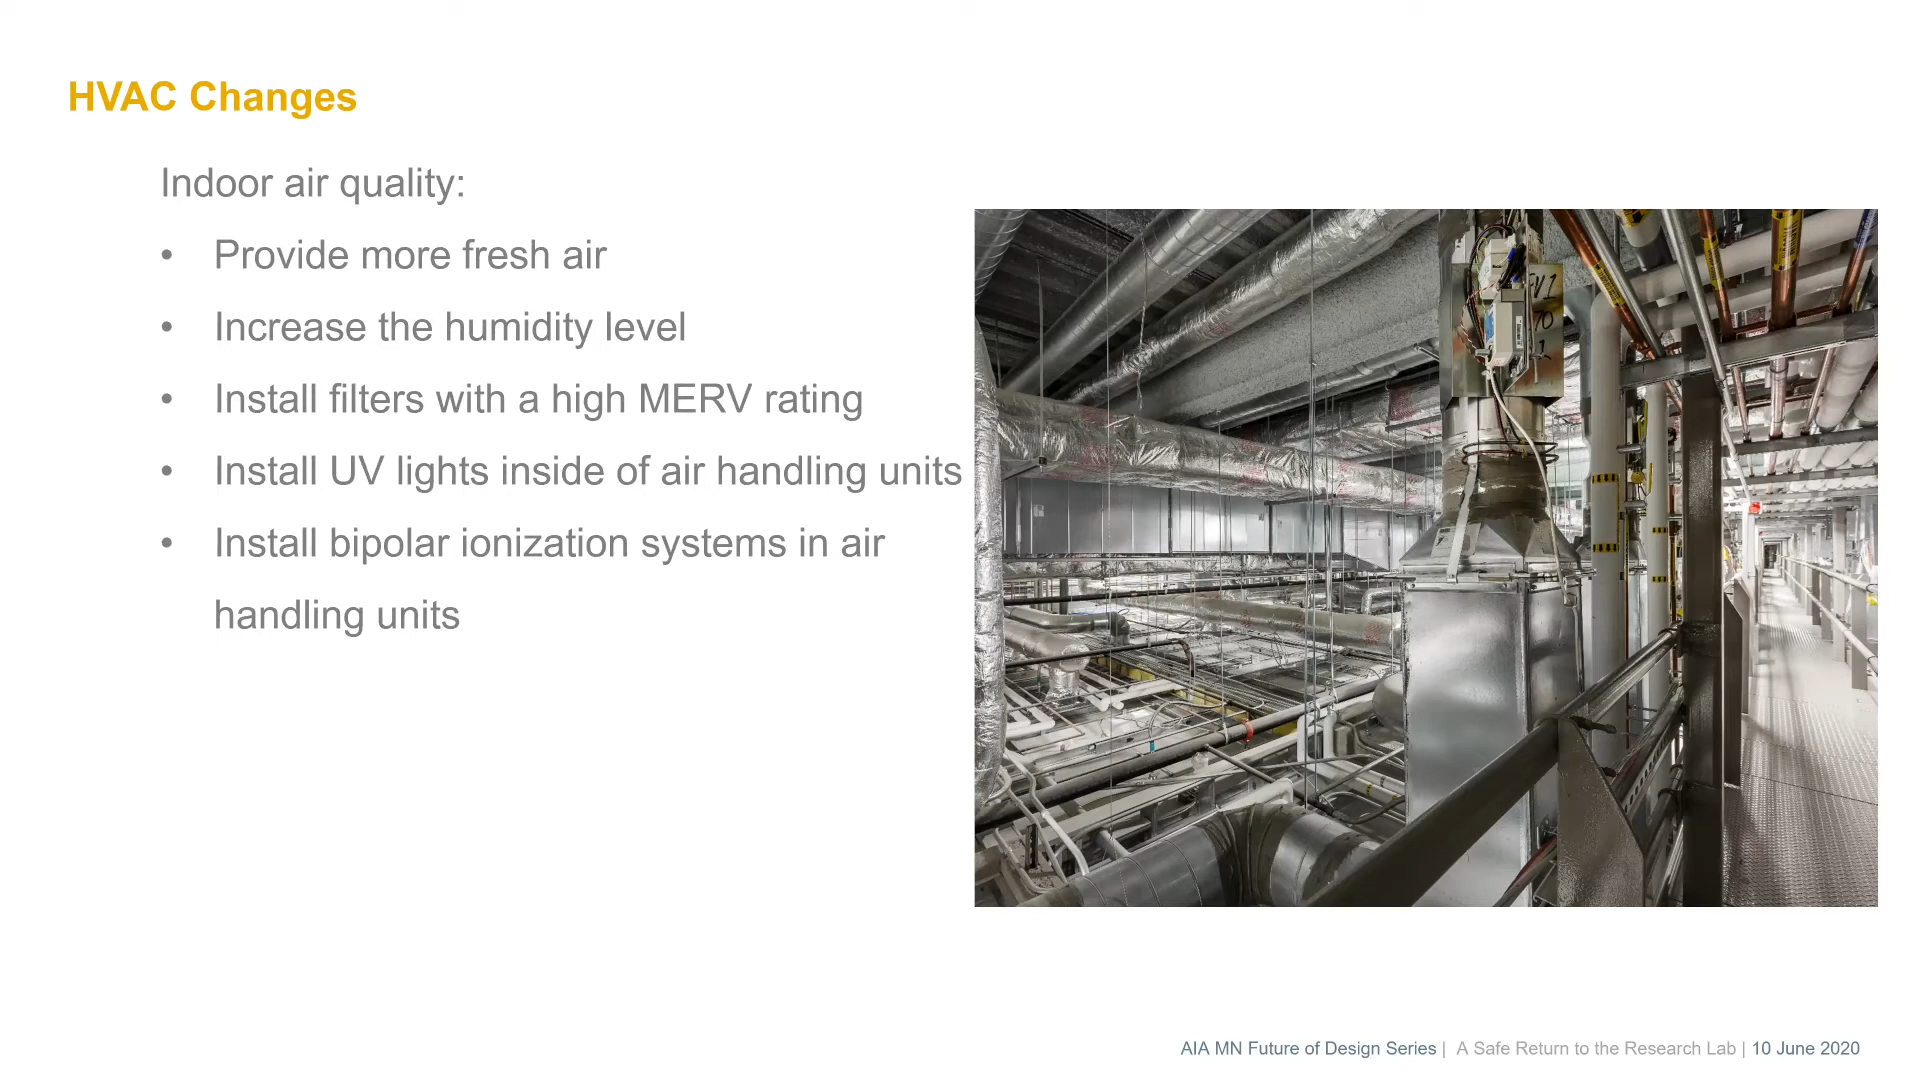 HVAC Changes
Indoor air quality:
• Provide more fresh air
• Increase the humidity level
• Install filters with a high MERV rating
• Install UV lights inside of air handling units
• Install bipolar ionization systems in air
handling units
AIA MN Future of Design Series | A Safe Return to the Research Lab | 10 June 2020